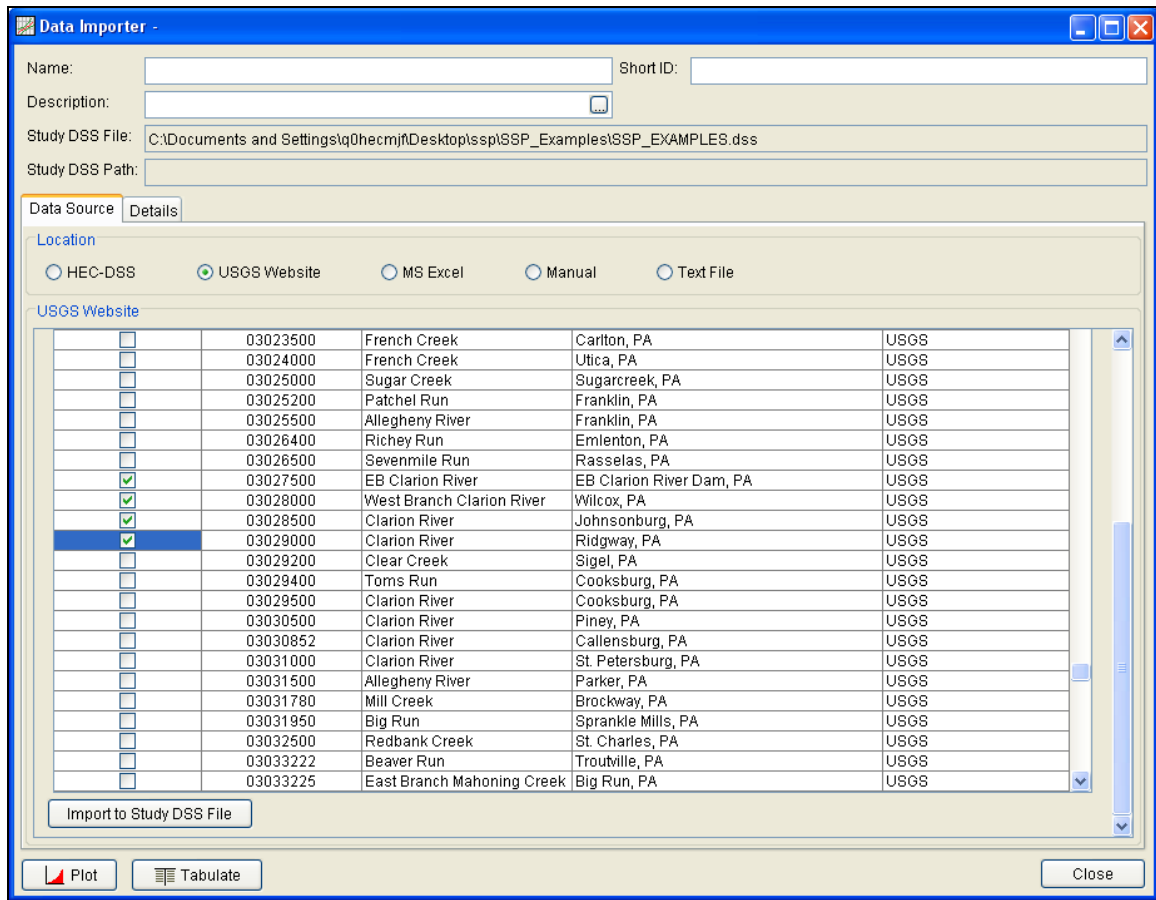 Data Importer -
Name: Short ID:
Description: ...
Study DSS File: C:\Documents and Settings\q0hecmjf\Desktop\ssp\SSP_Examples\SSP_EXAMPLES.dss
Study DSS Path:
Data Source Details
Location
HEC-DSS USGS Website MS Excel Manual Text File
USGS Website
03023500 French Creek Carlton, PA USGS
03024000 French Creek Utica, PA USGS
03025000 Sugar Creek Sugarcreek, PA USGS
03025200 Patchel Run Franklin, PA USGS
03025500 Allegheny River Franklin, PA USGS
03026400 Richey Run Emlenton, PA USGS
03026500 Sevenmile Run Rasselas, PA USGS
03027500 EB Clarion River EB Clarion River Dam, PA USGS
03028000 West Branch Clarion River Wilcox, PA USGS
03028500 Clarion River Johnsonburg, PA USGS
03029000 Clarion River Ridgway, PA USGS
03029200 Clear Creek Sigel, PA USGS
03029400 Toms Run Cooksburg, PA USGS
03029500 Clarion River Cooksburg, PA USGS
03030500 Clarion River Piney, PA USGS
03030852 Clarion River Callensburg, PA USGS
03031000 Clarion River St. Petersburg, PA USGS
03031500 Allegheny River Parker, PA USGS
03031780 Mill Creek Brockway, PA USGS
03031950 Big Run Sprankle Mills, PA USGS
03032500 Redbank Creek St. Charles, PA USGS
03033222 Beaver Run Troutville, PA USGS
03033225 East Branch Mahoning Creek Big Run, PA USGS
Import to Study DSS File
Plot Tabulate Close